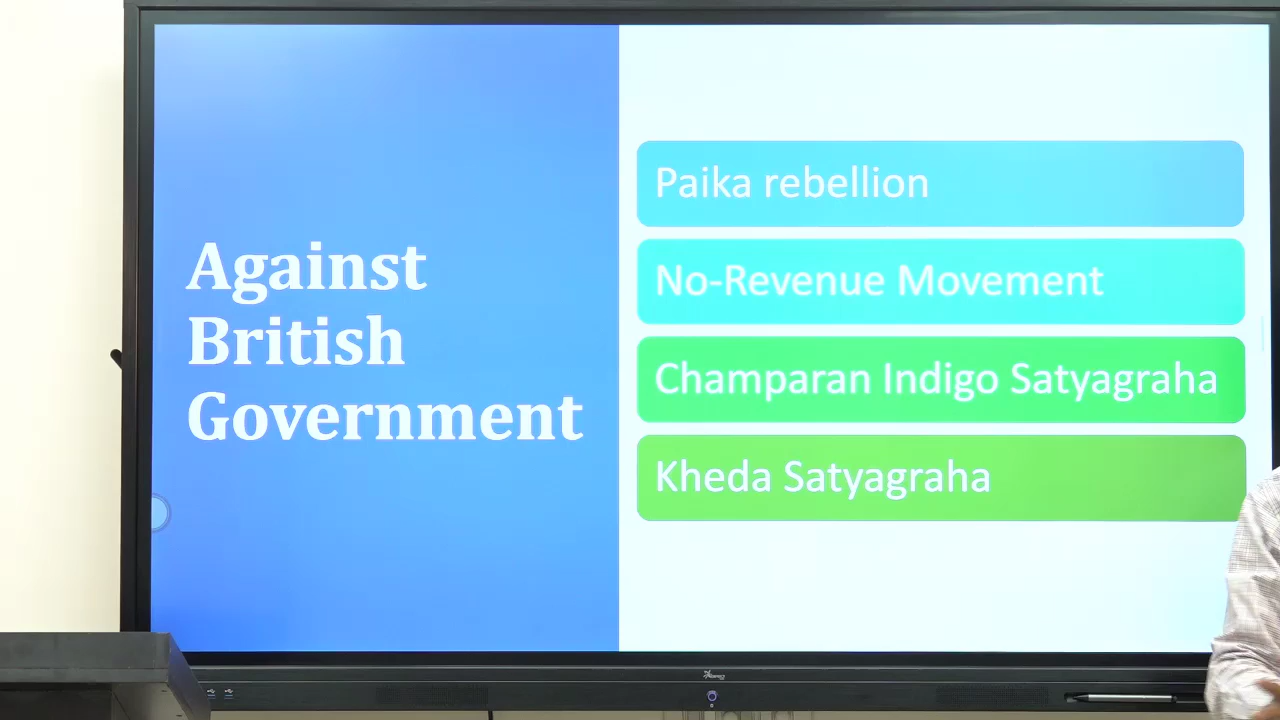 Against
British
Government
Paika rebellion
No-Revenue Movement
Champaran Indigo Satyagraha
Kheda Satyagraha